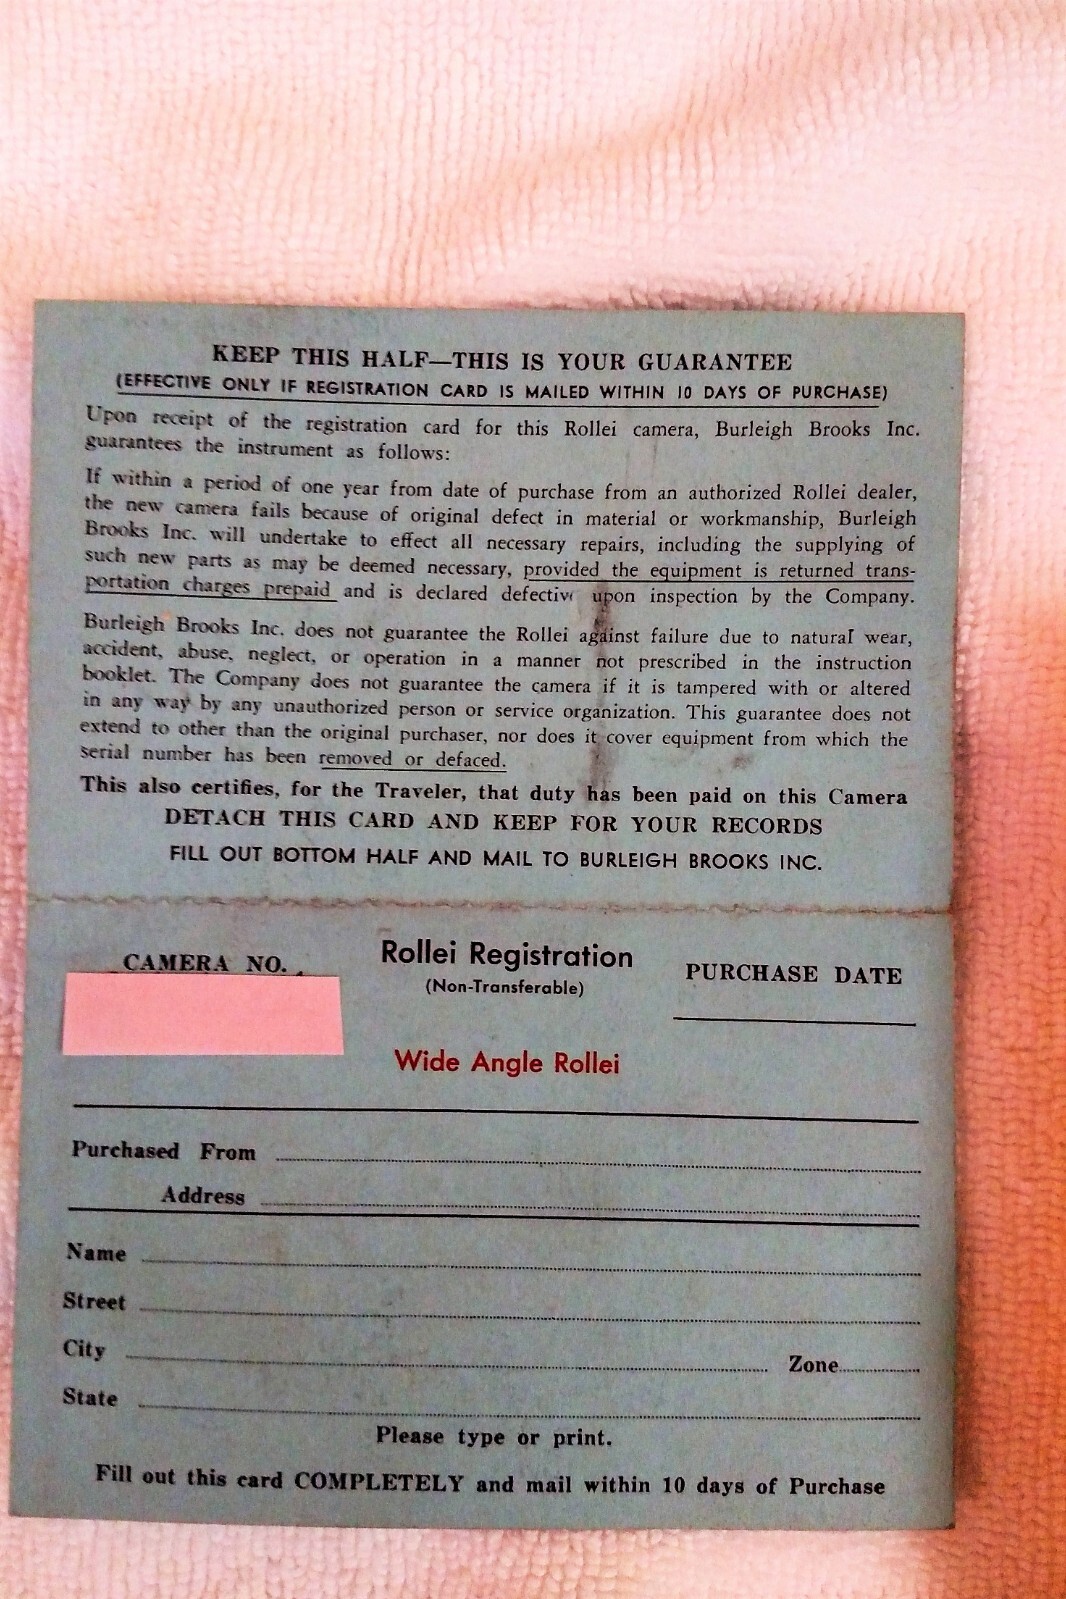 KEEP THIS HALF—THIS IS YOUR GUARANTEE
(EFFECTIVE ONLY IF REGISTRATION CARD IS MAILED WITHIN 10 DAYS OF PURCHASE)
Upon receipt of the registration card for this Rollei camera, Burleigh Brooks Inc.
guarantees the instrument as follows:
If within a period of one year from date of purchase from an authorized Rollei dealer,
the new camera fails because of original defect in material or workmanship, Burleigh
Brooks Inc. will undertake to effect all necessary repairs, including the supplying of
such new parts as may be deemed necessary, provided the equipment is returned trans-
portation charges prepaid and is declared defective upon inspection by the Company.
Burleigh Brooks Inc. does not guarantee the Rollei against failure due to natural wear,
accident, abuse, neglect, or operation in a manner not prescribed in the instruction
booklet. The Company does not guarantee the camera if it is tampered with or altered
in any way by any unauthorized person or service organization. This guarantee does not
extend to other than the original purchaser, nor does it cover equipment from which the
serial number has been removed or defaced.
This also certifies, for the Traveler, that duty has been paid on this Camera
DETACH THIS CARD AND KEEP FOR YOUR RECORDS
FILL OUT BOTTOM HALF AND MAIL TO BURLEIGH BROOKS INC.
CAMERA NO.
Rollei Registration
(Non-Transferable)
PURCHASE DATE
Wide Angle Rollei
Purchased From
Address
Name
Street
City Zone
State
Please type or print.
Fill out this card COMPLETELY and mail within 10 days of Purchase